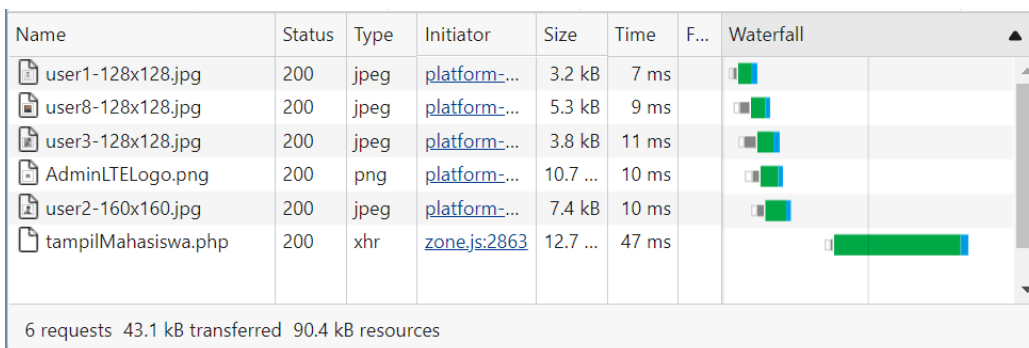 Name Status Type Initiator Size Time F... Waterfall
user1-128x128.jpg 200 jpeg platform-... 3.2 kB 7 ms
user8-128x128.jpg 200 jpeg platform-... 5.3 kB 9 ms
user3-128x128.jpg 200 jpeg platform-... 3.8 kB 11 ms
AdminLTELogo.png 200 png platform-... 10.7 ... 10 ms
user2-160x160.jpg 200 jpeg platform-... 7.4 kB 10 ms
tampilMahasiswa.php 200 xhr zone.js:2863 12.7 ... 47 ms
6 requests 43.1 kB transferred 90.4 kB resources